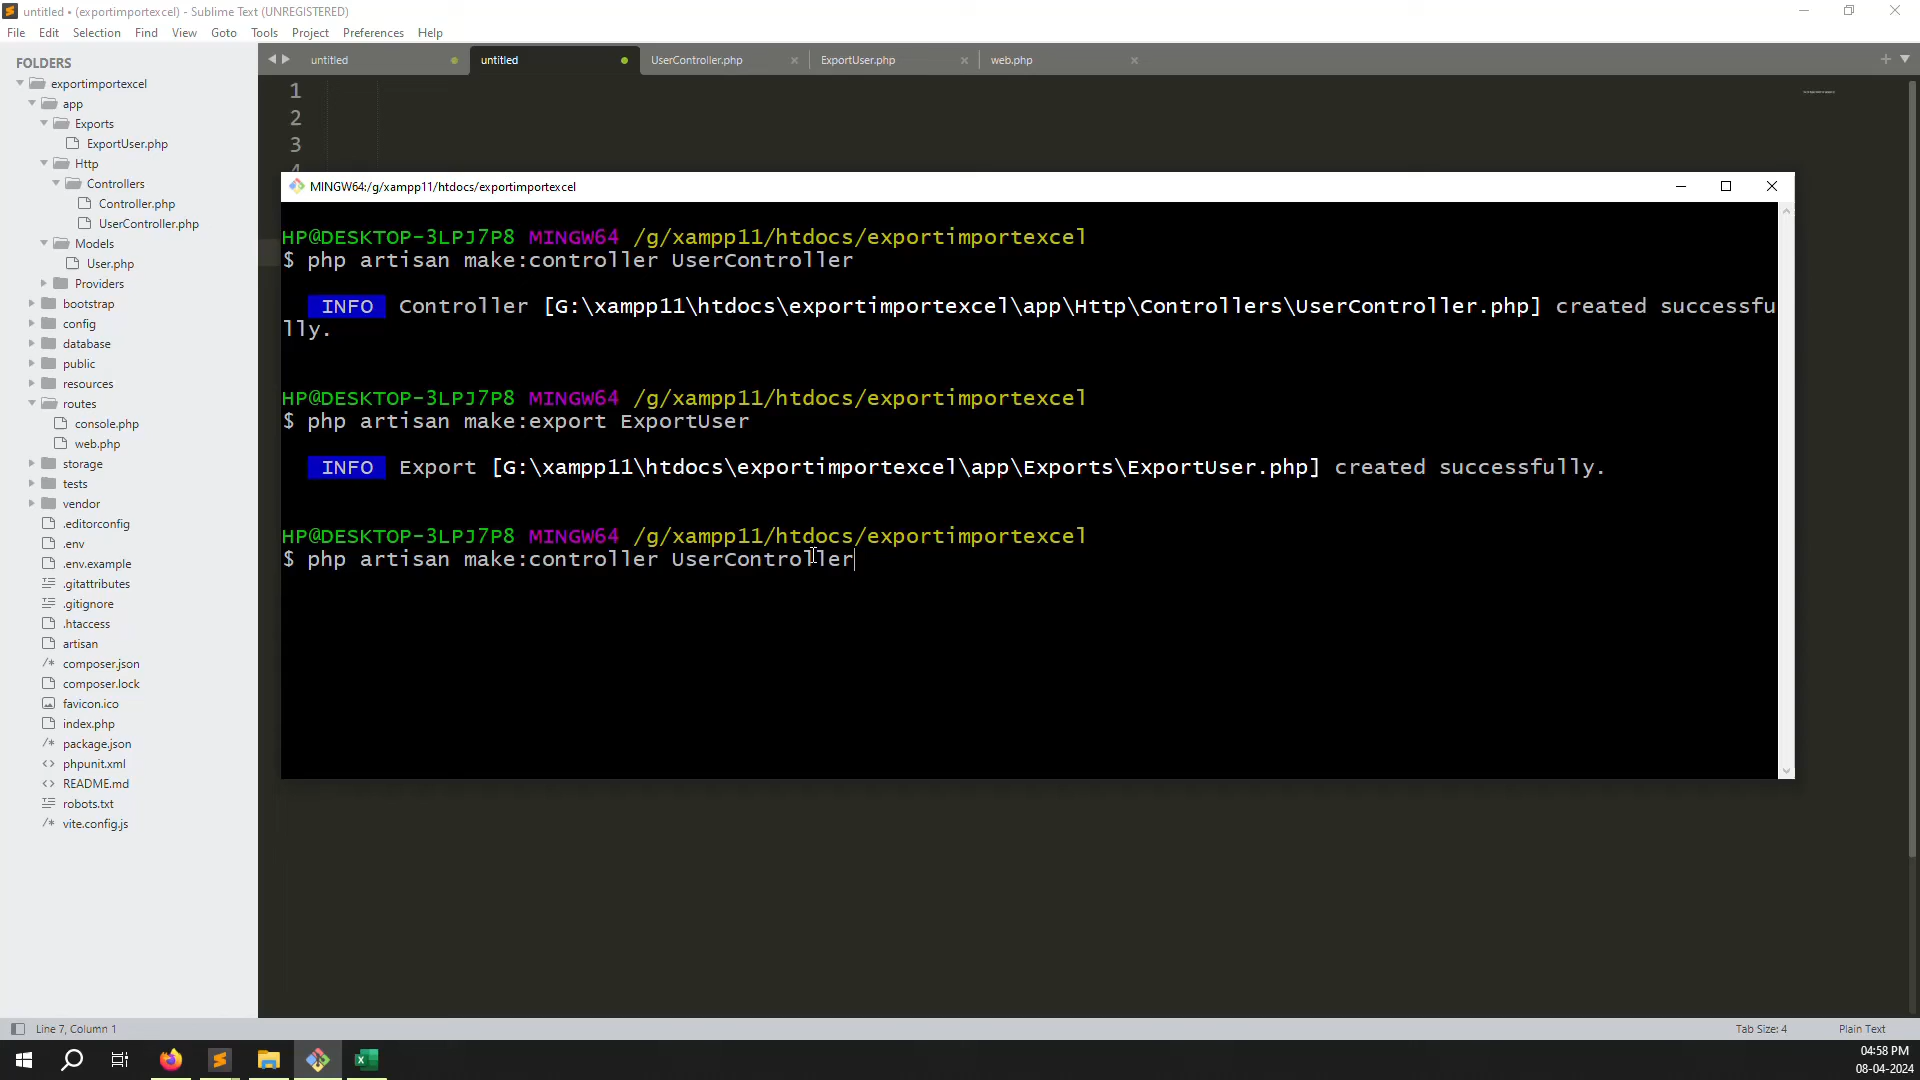 untitled • (exportimportexcel) - Sublime Text (UNREGISTERED)
File Edit Selection Find View Goto Tools Project Preferences Help
FOLDERS
exportimportexcel
app
Exports
ExportUser.php
Http
Controllers
Controller.php
UserController.php
Models
User.php
Providers
bootstrap
config
database
public
resources
routes
console.php
web.php
storage
tests
vendor
.editorconfig
.env
.env.example
.gitattributes
.gitignore
.htaccess
artisan
composer.json
composer.lock
favicon.ico
index.php
package.json
phpunit.xml
README.md
robots.txt
vite.config.js
untitled untitled UserController.php ExportUser.php web.php
1
2
3
4
MINGW64:/g/xampp11/htdocs/exportimportexcel
HP@DESKTOP-3LPJ7P8 MINGW64 /g/xampp11/htdocs/exportimportexcel
$ php artisan make:controller UserController
INFO Controller [G:\xampp11\htdocs\exportimportexcel\app\Http\Controllers\UserController.php] created successfu
lly.
HP@DESKTOP-3LPJ7P8 MINGW64 /g/xampp11/htdocs/exportimportexcel
$ php artisan make:export ExportUser
INFO Export [G:\xampp11\htdocs\exportimportexcel\app\Exports\ExportUser.php] created successfully.
HP@DESKTOP-3LPJ7P8 MINGW64 /g/xampp11/htdocs/exportimportexcel
$ php artisan make:controller UserController
Line 7, Column 1 Tab Size: 4 Plain Text
04:58 PM
08-04-2024